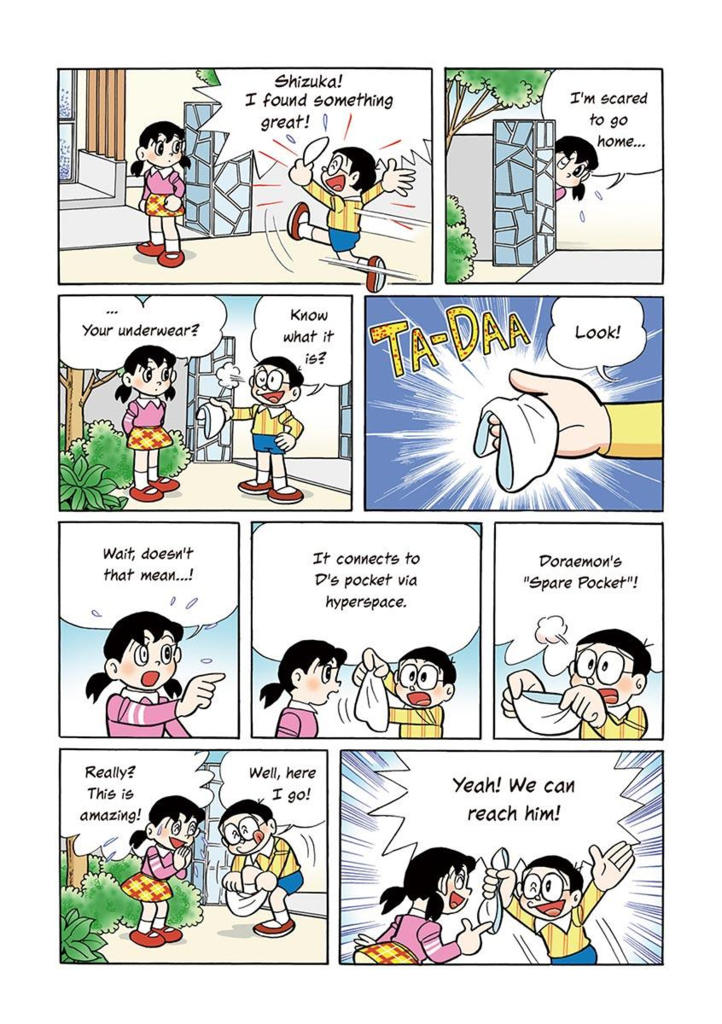 I'm scared
to go
home...
Shizuka!
I found something
great!
Look!
TA-DAA
Know
what it
is?
...
Your underwear?
Doraemon's
"Spare Pocket"!
It connects to
D's pocket via
hyperspace.
Wait, doesn't
that mean...!
Yeah! We can
reach him!
Well, here
I go!
Really?
This is
amazing!